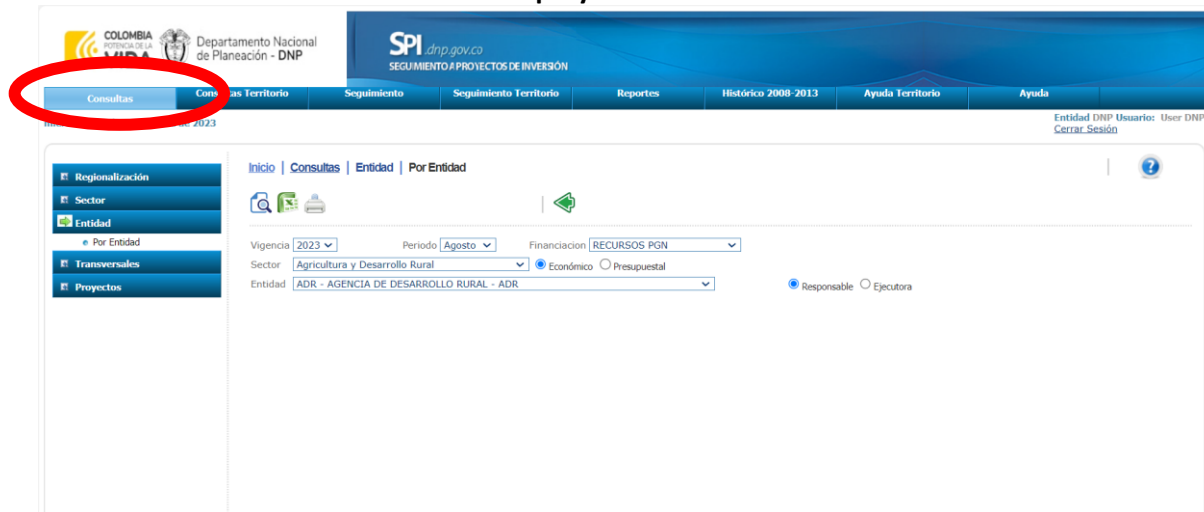 COLOMBIA
POTENCIA DE LA
VIDA
Departamento Nacional
de Planeación - DNP
SPI .dnp.gov.co
SEGUIMIENTO A PROYECTOS DE INVERSIÓN
Consultas
Territorio
Seguimiento
Seguimiento Territorio
Reportes
Histórico 2008-2013
Ayuda Territorio
Ayuda
2023
Entidad DNP Usuario: User DNP
Cerrar Sesión
Inicio | Consultas | Entidad | Por Entidad
Regionalización
Sector
Entidad
Por Entidad
Transversales
Proyectos
Vigencia 2023 Periodo Agosto Financiacion RECURSOS PGN
Sector Agricultura y Desarrollo Rural Económico Presupuestal
Entidad ADR - AGENCIA DE DESARROLLO RURAL - ADR Responsable Ejecutora